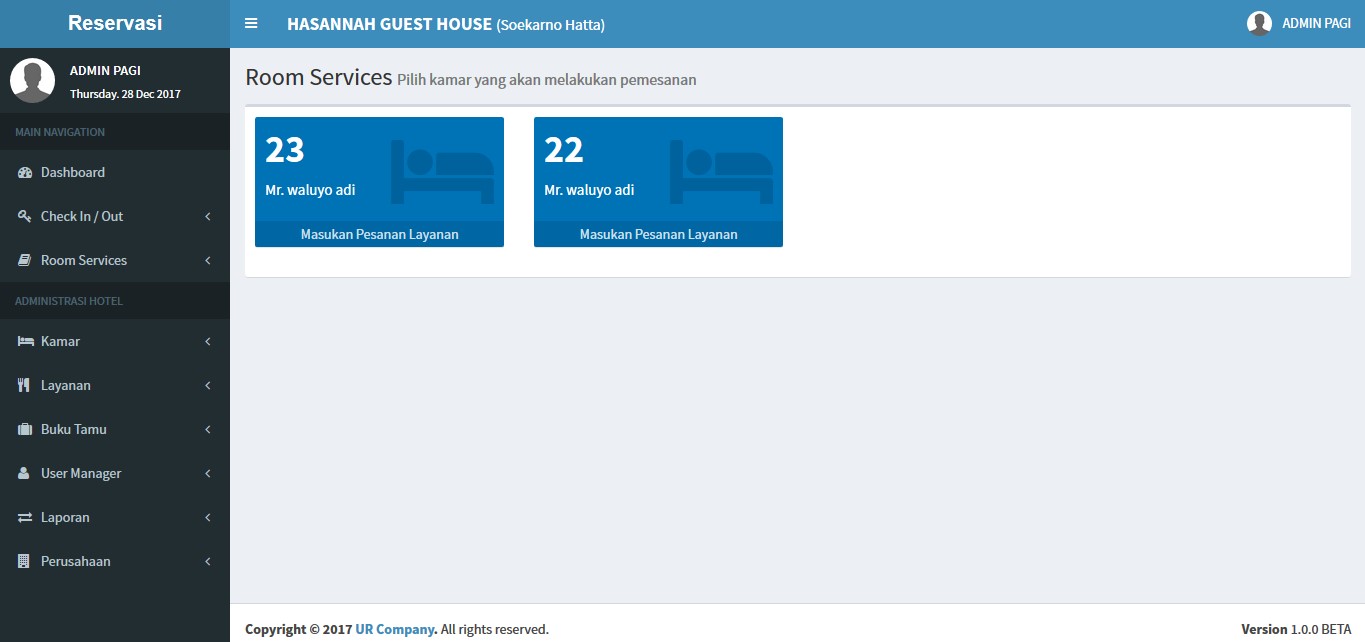 Reservasi
HASANNAH GUEST HOUSE (Soekarno Hatta)
ADMIN PAGI
ADMIN PAGI
Thursday. 28 Dec 2017
MAIN NAVIGATION
Dashboard
Check In / Out
Room Services
ADMINISTRASI HOTEL
Kamar
Layanan
Buku Tamu
User Manager
Laporan
Perusahaan
Room Services Pilih kamar yang akan melakukan pemesanan
23
Mr. waluyo adi
Masukan Pesanan Layanan
22
Mr. waluyo adi
Masukan Pesanan Layanan
Copyright © 2017 UR Company. All rights reserved.
Version 1.0.0 BETA